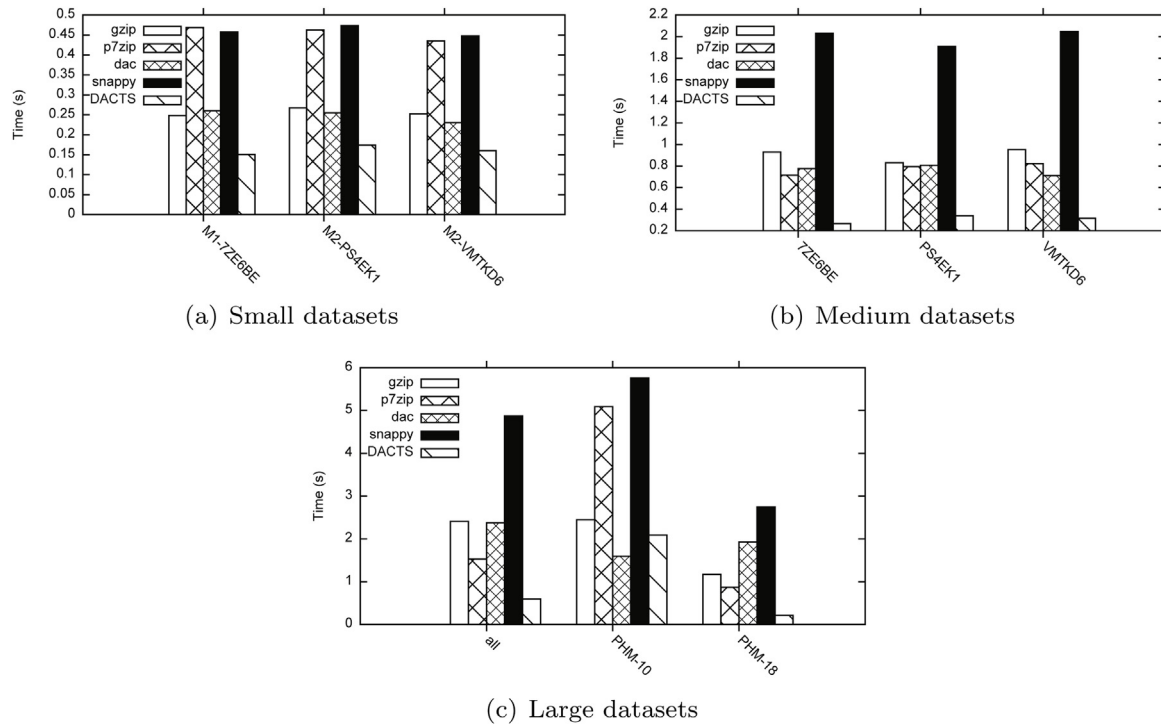 0.5
0.45
0.4
0.35
0.3
0.25
0.2
0.15
0.1
0.05
0
Time (s)
gzip
p7zip
dac
snappy
DACTS
M1-7ZE6BE
M2-PS4EK1
M2-VMTKD6
(a) Small datasets
2.2
2
1.8
1.6
1.4
1.2
1
0.8
0.6
0.4
0.2
Time (s)
gzip
p7zip
dac
snappy
DACTS
7ZE6BE
PS4EK1
VMTKD6
(b) Medium datasets
6
5
4
3
2
1
0
Time (s)
gzip
p7zip
dac
snappy
DACTS
all
PHM-10
PHM-18
(c) Large datasets